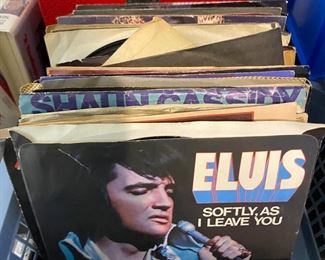 SHAUN CASSIDY
ELVIS
SOFTLY, AS
I LEAVE YOU